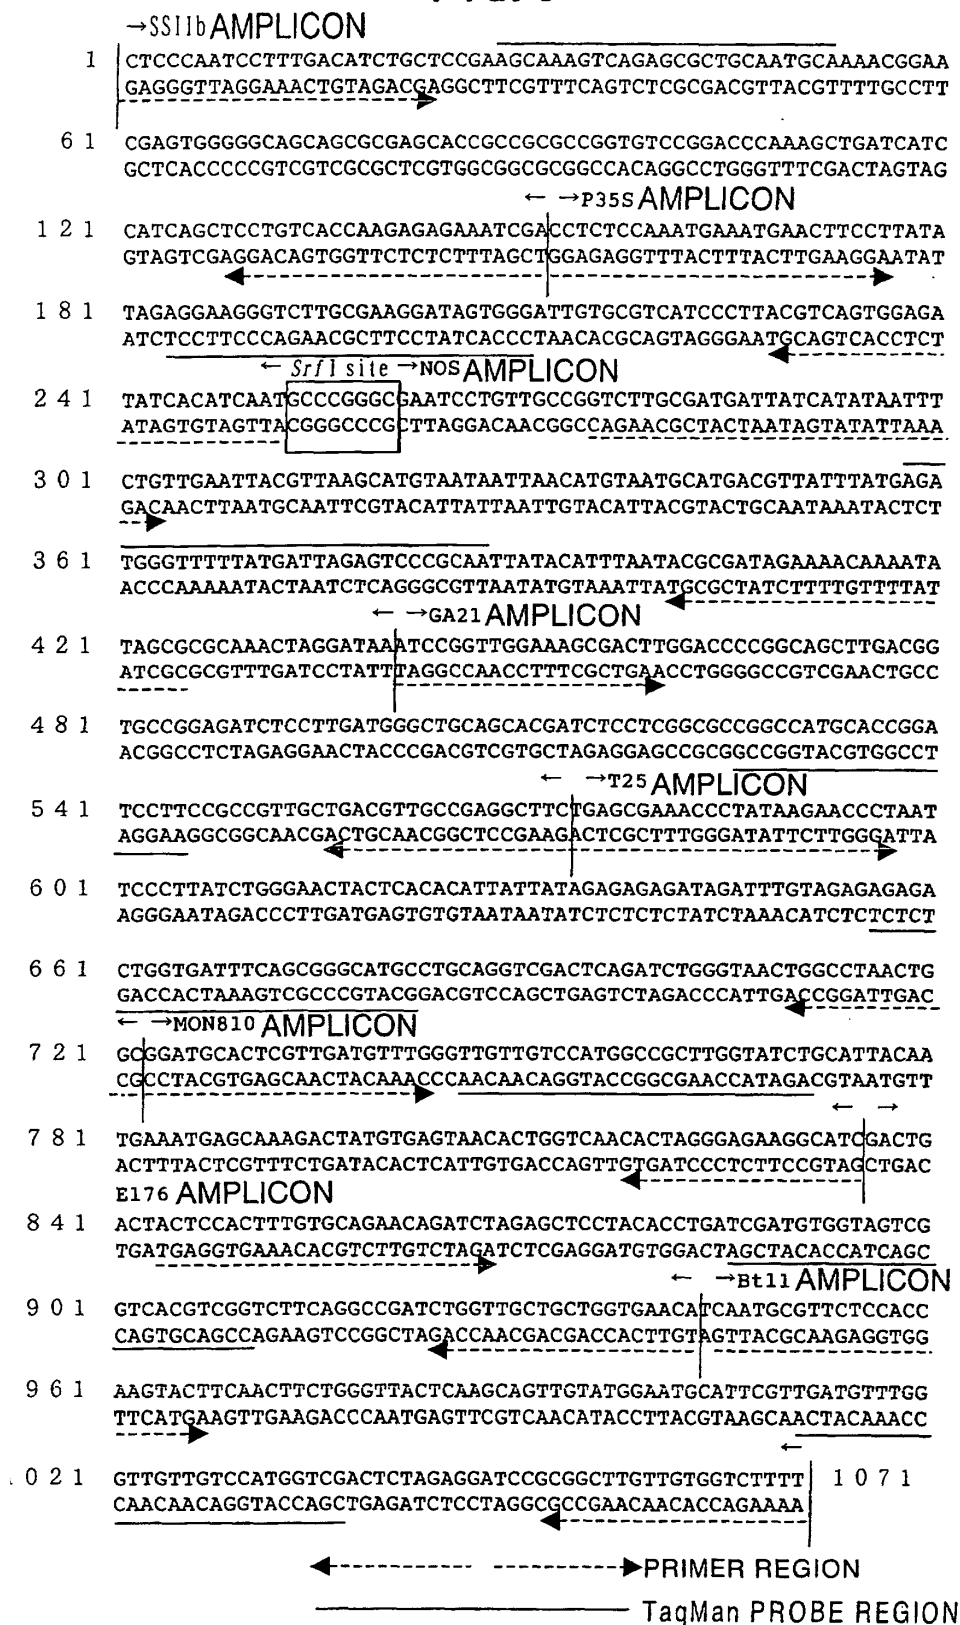 →SSIIb AMPLICON
1 CTCCCAATCCTTTGACATCTGCTCCGAAGCAAAGTCAGAGCGCTGCAATGCAAAACGGAA
GAGGGTTAGGAAACTGTAGACGAGGCTTCGTTTCAGTCTCGCGACGTTACGTTTTGCCTT
61 CGAGTGGGGGCAGCAGCGCGAGCACCGCCGCGCCGGTGTCCGGACCCAAAGCTGATCATC
GCTCACCCCCGTCGTCGCGCTCGTGGCGGCGCGGCCACAGGCCTGGGTTTCGACTAGTAG
← →P35S AMPLICON
121 CATCAGCTCCTGTCACCAAGAGAGAAATCGACCTCTCCAAATGAAATGAACTTCCTTATA
GTAGTCGAGGACAGTGGTTCTCTCTTTAGCTGGAGAGGTTTACTTTACTTGAAGGAATAT
181 TAGAGGAAGGGTCTTGCGAAGGATAGTGGGATTGTGCGTCATCCCTTACGTCAGTGGAGA
ATCTCCTTCCCAGAACGCTTCCTATCACCCTAACACGCAGTAGGGAATGCAGTCACCTCT
← SrfI site →NOS AMPLICON
241 TATCACATCAATGCCCGGGCGAATCCTGTTGCCGGTCTTGCGATGATTATCATATAATTT
ATAGTGTAGTTACGGGCCCGCTTAGGACAACGGCCAGAACGCTACTAATAGTATATTAAA
301 CTGTTGAATTACGTTAAGCATGTAATAATTAACATGTAATGCATGACGTTATTTATGAGA
GACAACTTAATGCAATTCGTACATTATTAATTGTACATTACGTACTGCAATAAATACTCT
361 TGGGTTTTTATGATTAGAGTCCCGCAATTATACATTTAATACGCGATAGAAAACAAAATA
ACCCAAAAATACTAATCTCAGGGCGTTAATATGTAAATTATGCGCTATCTTTTGTTTTAT
← →GA21 AMPLICON
421 TAGCGCGCAAACTAGGATAAATCCGGTTGGAAAGCGACTTGGACCCCGGCAGCTTGACGG
ATCGCGCGTTTGATCCTATTTAGGCCAACCTTTCGCTGAACCTGGGGCCGTCGAACTGCC
481 TGCCGGAGATCTCCTTGATGGGCTGCAGCACGATCTCCTCGGCGCCGGCCATGCACCGGA
ACGGCCTCTAGAGGAACTACCCGACGTCGTGCTAGAGGAGCCGCGGCCGGTACGTGGCCT
← →T25 AMPLICON
541 TCCTTCCGCCGTTGCTGACGTTGCCGAGGCTTCTGAGCGAAACCCTATAAGAACCCTAAT
AGGAAGGCGGCAACGACTGCAACGGCTCCGAAGACTCGCTTTGGGATATTCTTGGGATTA
601 TCCCTTATCTGGGAACTACTCACACATTATTATAGAGAGAGATAGATTTGTAGAGAGAGA
AGGGAATAGACCCTTGATGAGTGTGTAATAATATCTCTCTCTATCTAAACATCTCTCTCT
661 CTGGTGATTTCAGCGGGCATGCCTGCAGGTCGACTCAGATCTGGGTAACTGGCCTAACTG
GACCACTAAAGTCGCCCGTACGGACGTCCAGCTGAGTCTAGACCCATTGACCGGATTGAC
← →MON810 AMPLICON
721 GCGGATGCACTCGTTGATGTTTGGGTTGTTGTCCATGGCCGCTTGGTATCTGCATTACAA
CGCCTACGTGAGCAACTACAAACCCAACAACAGGTACCGGCGAACCATAGACGTAATGTT
← →
781 TGAAATGAGCAAAGACTATGTGAGTAACACTGGTCAACACTAGGGAGAAGGCATCGACTG
ACTTTACTCGTTTCTGATACACTCATTGTGACCAGTTGTGATCCCTCTTCCGTAGCTGAC
E176 AMPLICON
841 ACTACTCCACTTTGTGCAGAACAGATCTAGAGCTCCTACACCTGATCGATGTGGTAGTCG
TGATGAGGTGAAACACGTCTTGTCTAGATCTCGAGGATGTGGACTAGCTACACCATCAGC
← →Bt11 AMPLICON
901 GTCACGTCGGTCTTCAGGCCGATCTGGTTGCTGCTGGTGAACATCAATGCGTTCTCCACC
CAGTGCAGCCAGAAGTCCGGCTAGACCAACGACGACCACTTGTAGTTACGCAAGAGGTGG
961 AAGTACTTCAACTTCTGGGTTACTCAAGCAGTTGTATGGAATGCATTCGTTGATGTTTGG
TTCATGAAGTTGAAGACCCAATGAGTTCGTCAACATACCTTACGTAAGCAACTACAAACC
←
021 GTTGTTGTCCATGGTCGACTCTAGAGGATCCGCGGCTTGTTGTGGTCTTTT 1071
CAACAACAGGTACCAGCTGAGATCTCCTAGGCGCCGAACAACACCAGAAAA
PRIMER REGION
TaqMan PROBE REGION